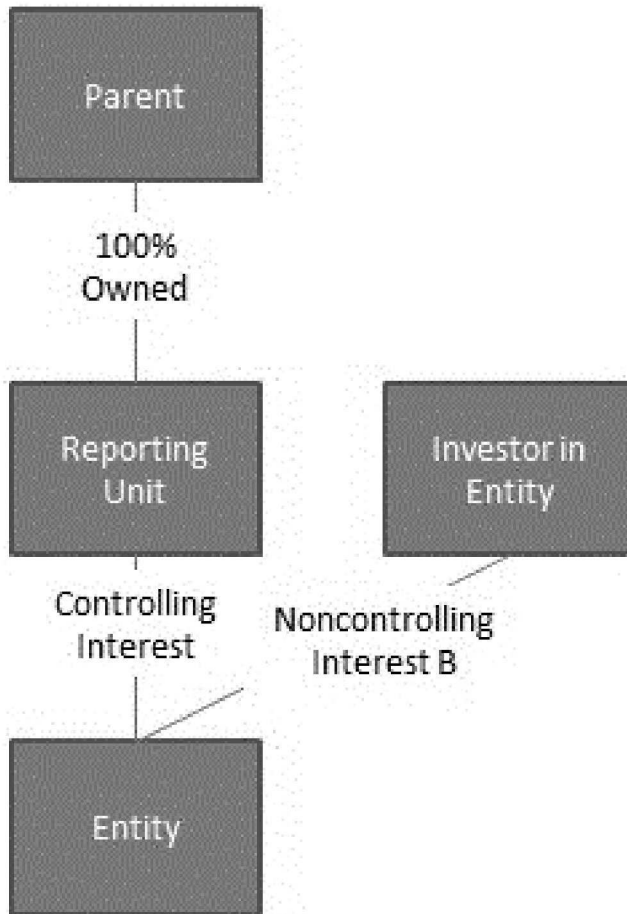 Parent
100%
Owned
Reporting
Unit
Investor in
Entity
Controlling
Interest
Noncontrolling
Interest B
Entity